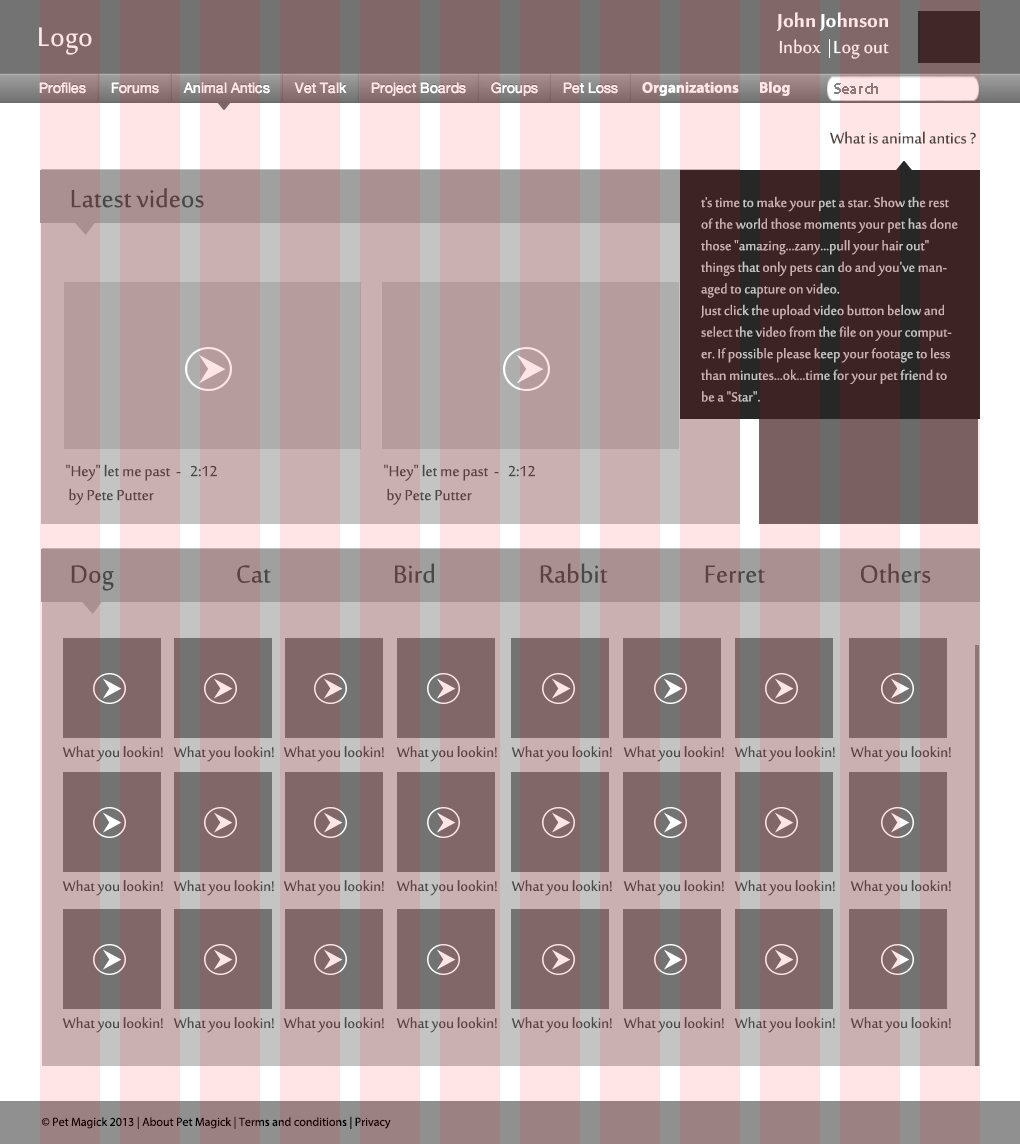 Logo
John Johnson
Inbox | Log out
Profiles Forums Animal Antics Vet Talk Project Boards Groups Pet Loss Organizations Blog Search
What is animal antics ?
Latest videos
t's time to make your pet a star. Show the rest
of the world those moments your pet has done
those "amazing...zany...pull your hair out"
things that only pets can do and you've man-
aged to capture on video.
Just click the upload video button below and
select the video from the file on your comput-
er. If possible please keep your footage to less
than minutes...ok...time for your pet friend to
be a "Star".
"Hey" let me past - 2:12 "Hey" let me past - 2:12
by Pete Putter by Pete Putter
Dog Cat Bird Rabbit Ferret Others
What you lookin! What you lookin! What you lookin! What you lookin! What you lookin! What you lookin! What you lookin! What you lookin!
What you lookin! What you lookin! What you lookin! What you lookin! What you lookin! What you lookin! What you lookin! What you lookin!
What you lookin! What you lookin! What you lookin! What you lookin! What you lookin! What you lookin! What you lookin! What you lookin!
© Pet Magick 2013 | About Pet Magick | Terms and conditions | Privacy